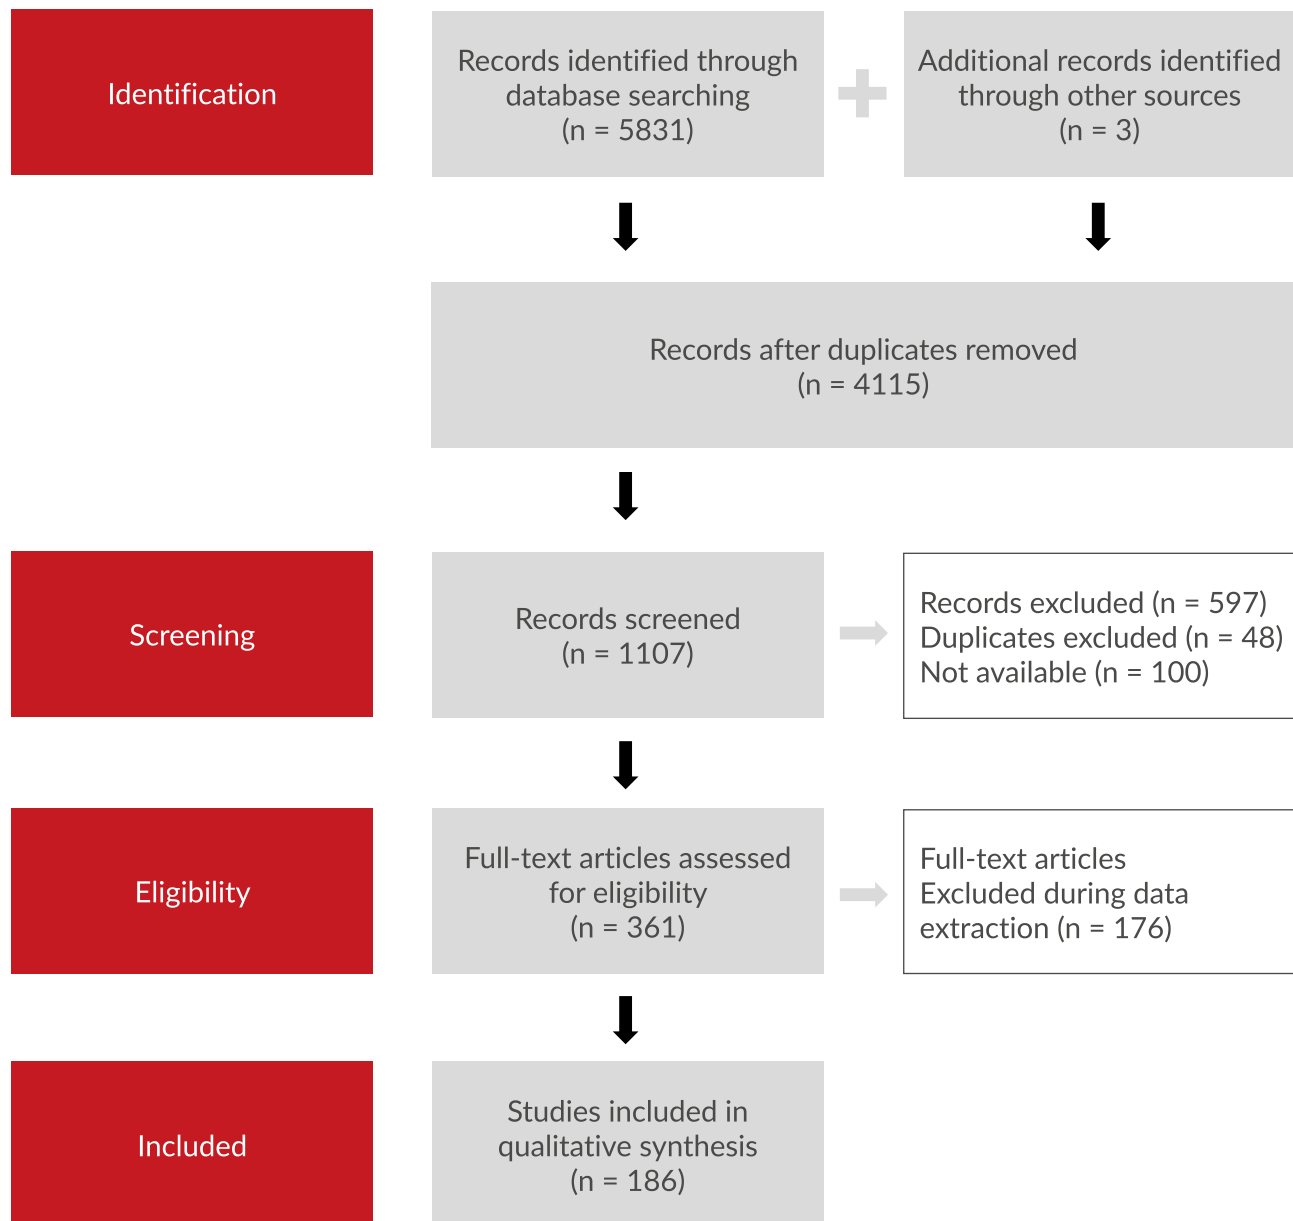 Identification
Records identified through
database searching
(n = 5831)
Additional records identified
through other sources
(n = 3)
Records after duplicates removed
(n = 4115)
Screening
Records screened
(n = 1107)
Records excluded (n = 597)
Duplicates excluded (n = 48)
Not available (n = 100)
Eligibility
Full-text articles assessed
for eligibility
(n = 361)
Full-text articles
Excluded during data
extraction (n = 176)
Included
Studies included in
qualitative synthesis
(n = 186)